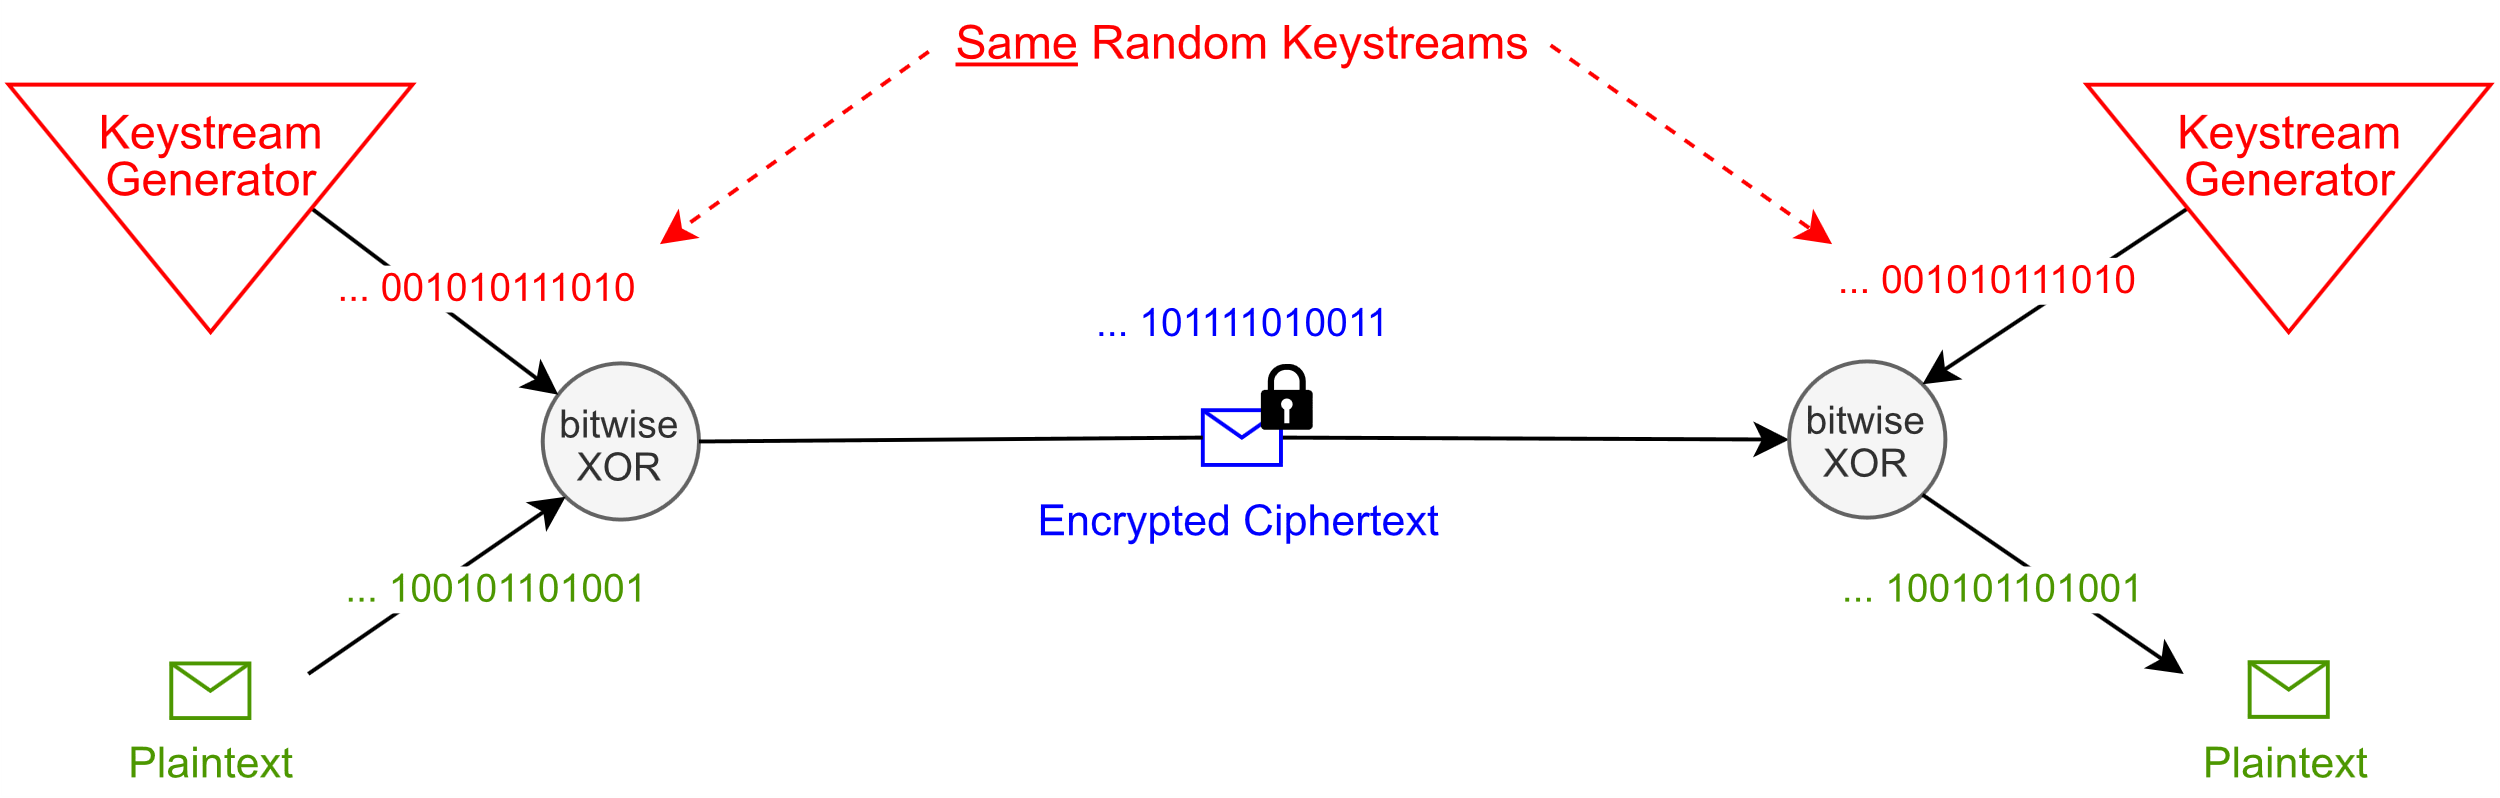 Same Random Keystreams
Keystream
Generator
Keystream
Generator
... 001010111010
... 001010111010
... 101111010011
bitwise
XOR
bitwise
XOR
Encrypted Ciphertext
... 100101101001
... 100101101001
Plaintext
Plaintext